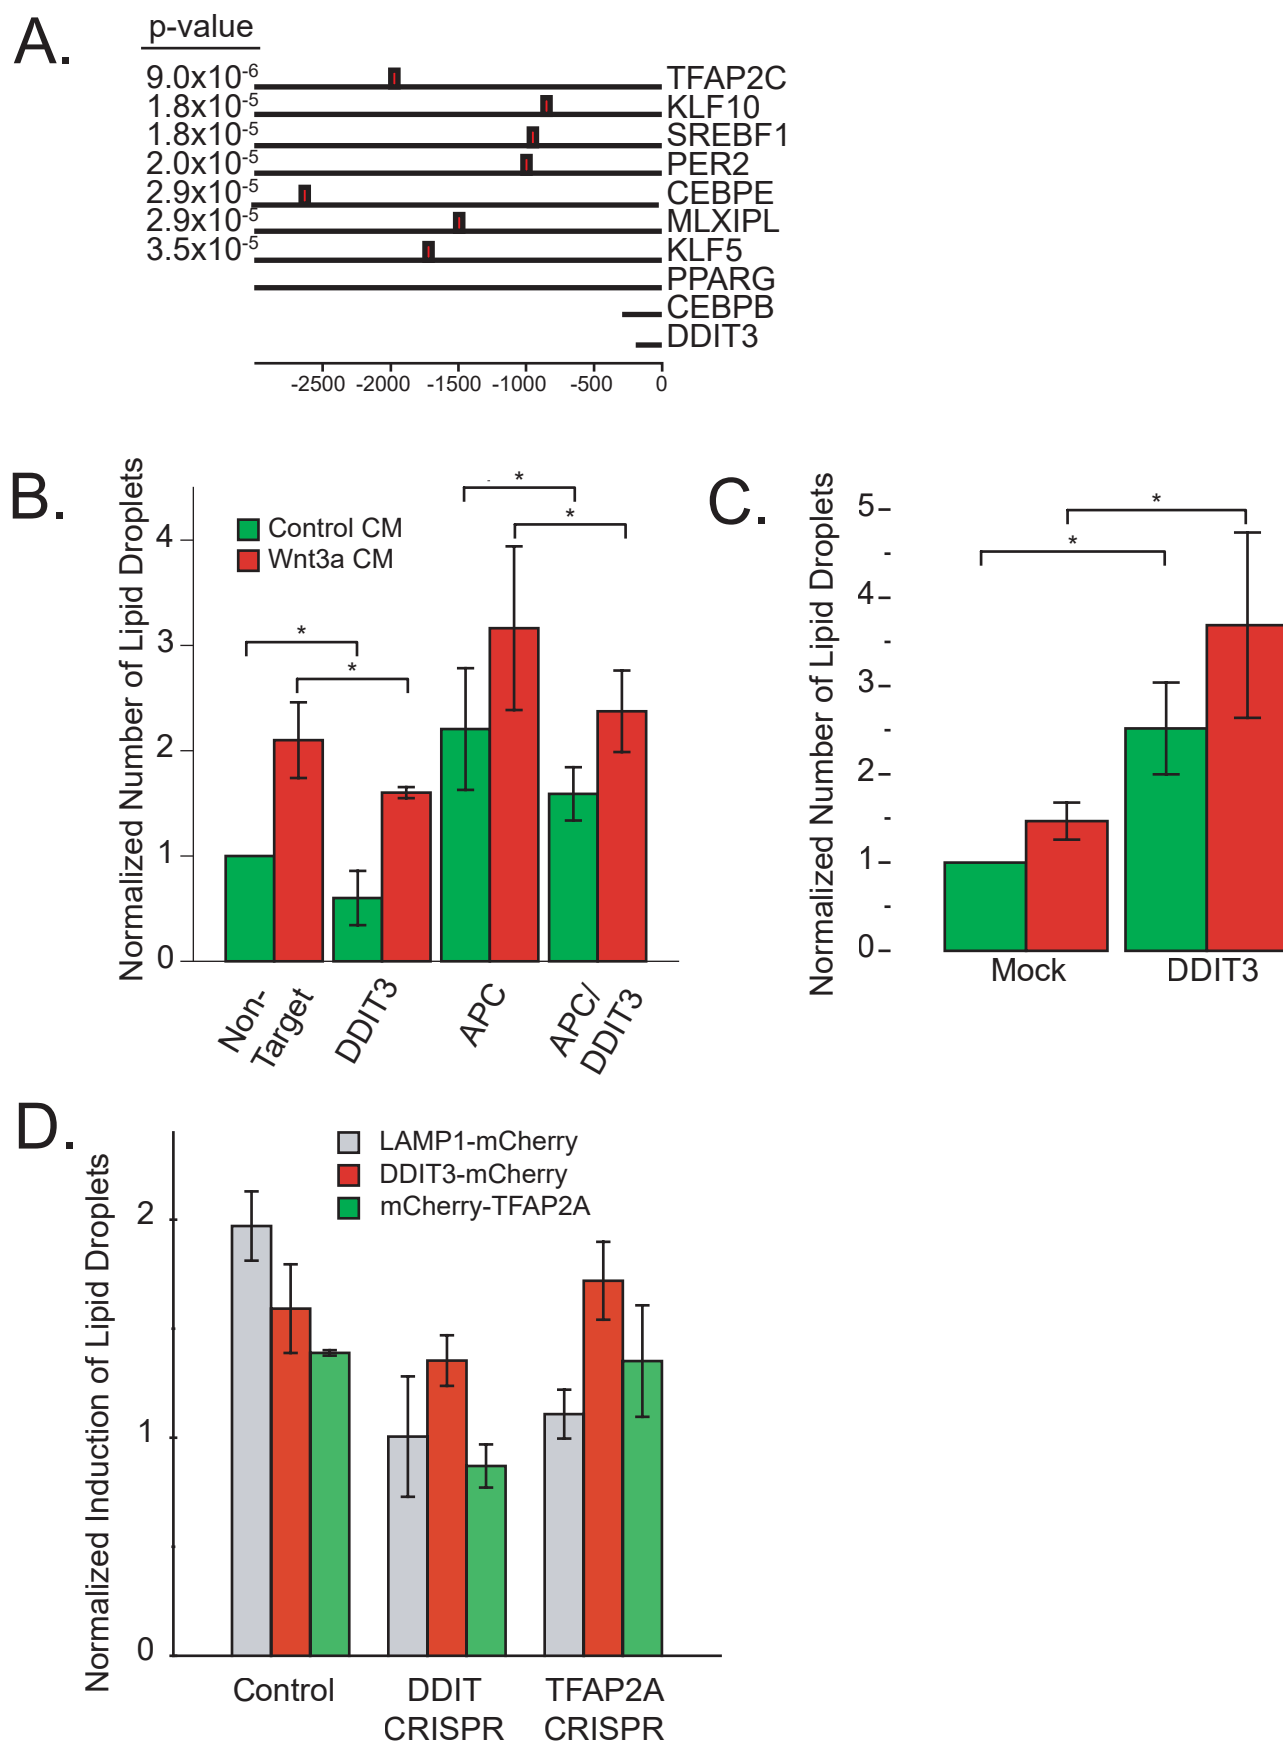 A.
p-value
9.0x10-6 TFAP2C
1.8x10-5 KLF10
1.8x10-5 SREBF1
2.0x10-5 PER2
2.9x10-5 CEBPE
2.9x10-5 MLXIPL
3.5x10-5 KLF5
PPARG
CEBPB
DDIT3
-2500 -2000 -1500 -1000 -500 0
B.
Normalized Number of Lipid Droplets
4
3
2
1
0
Control CM
Wnt3a CM
*
*
*
*
Non-
Target
DDIT3
APC
APC/
DDIT3
C.
Normalized Number of Lipid Droplets
5
4
3
2
1
0
*
*
Mock
DDIT3
D.
Normalized Induction of Lipid Droplets
2
1
0
LAMP1-mCherry
DDIT3-mCherry
mCherry-TFAP2A
Control
DDIT
CRISPR
TFAP2A
CRISPR